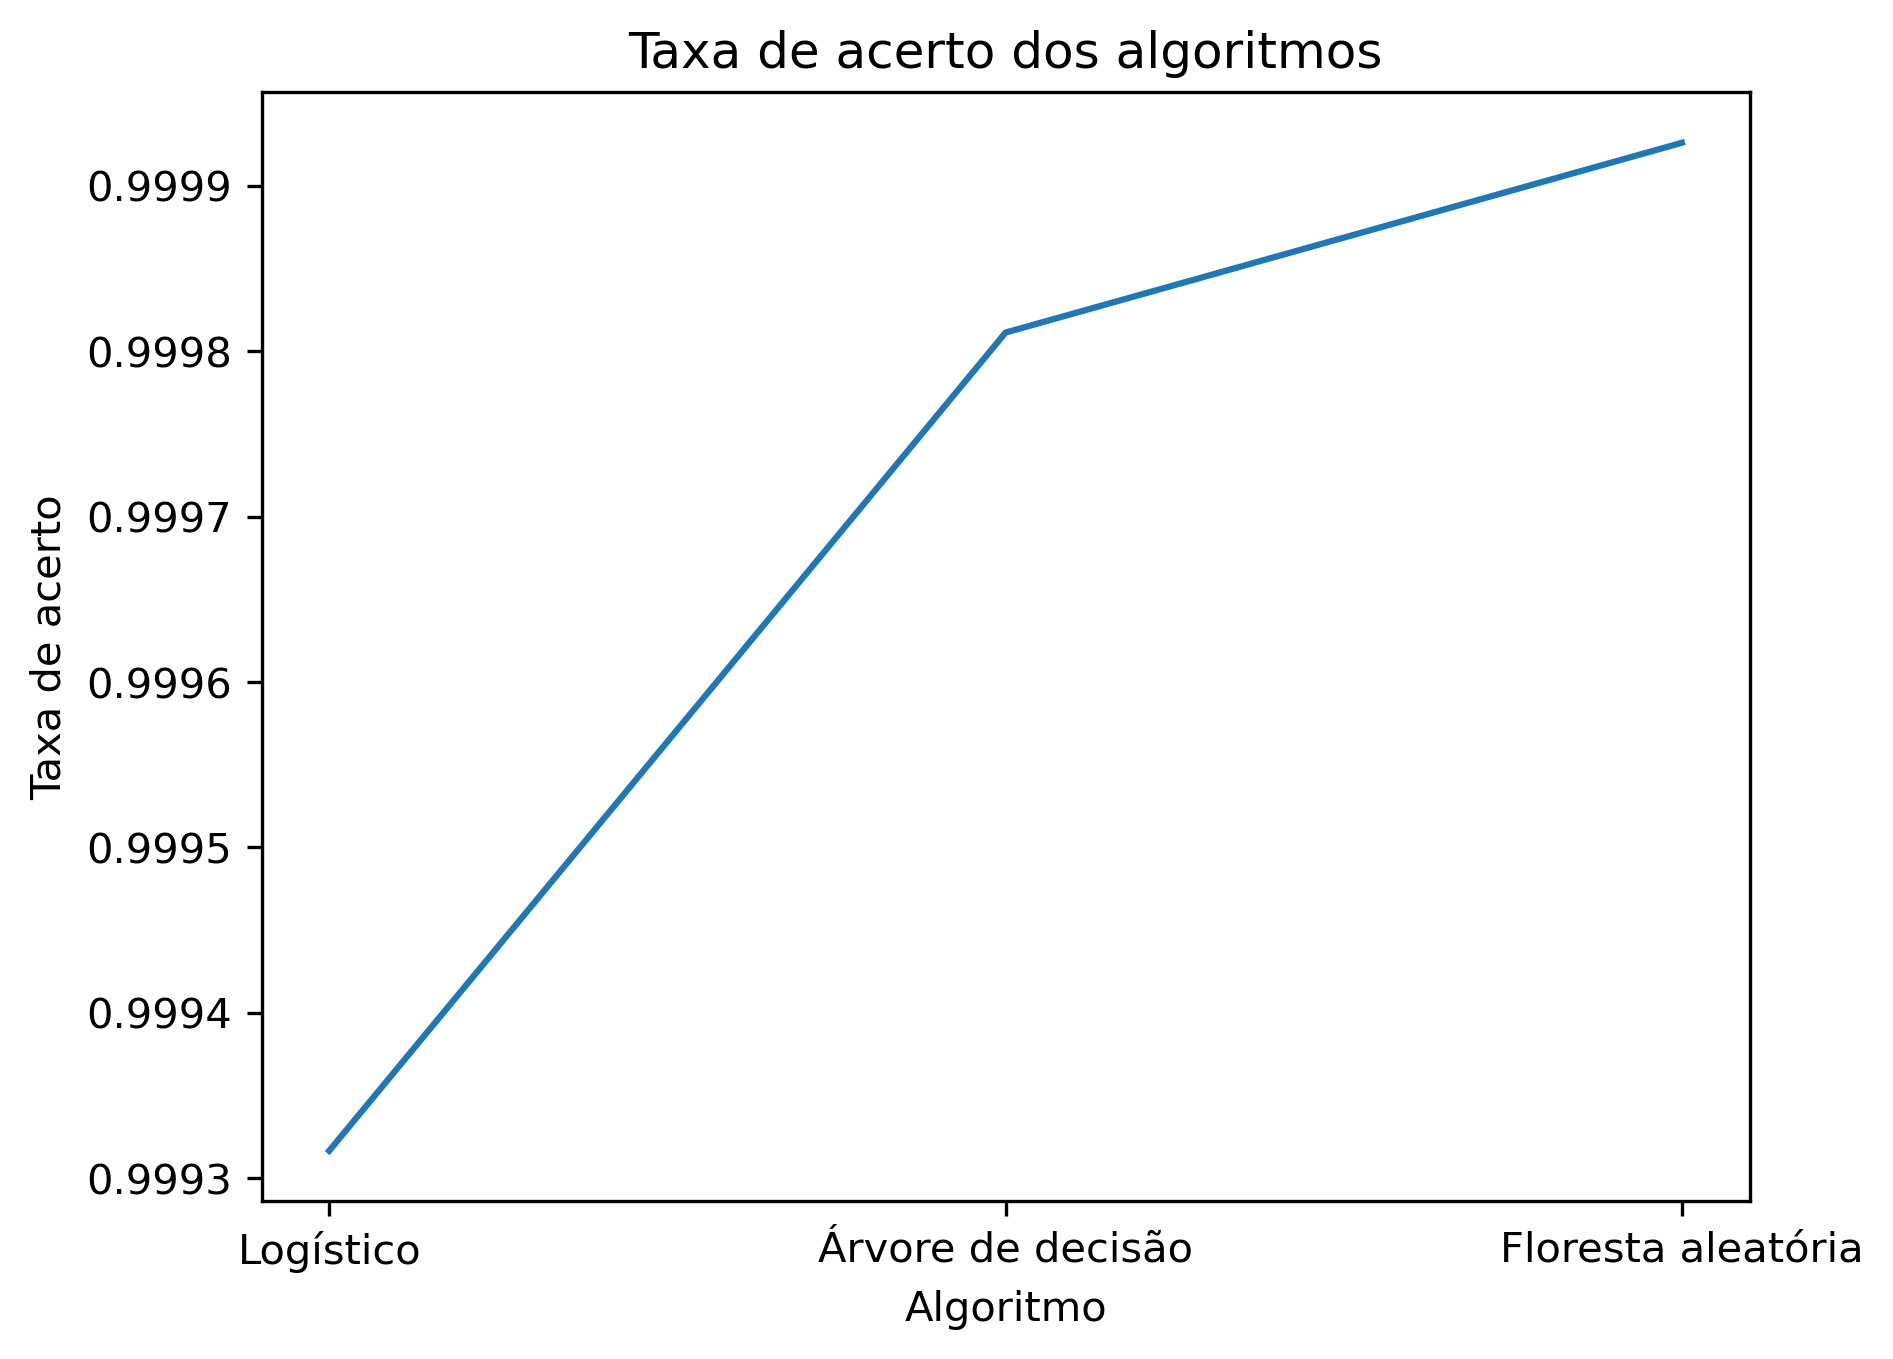 Taxa de acerto dos algoritmos
Taxa de acerto
0.9999
0.9998
0.9997
0.9996
0.9995
0.9994
0.9993
Logístico
Árvore de decisão
Floresta aleatória
Algoritmo